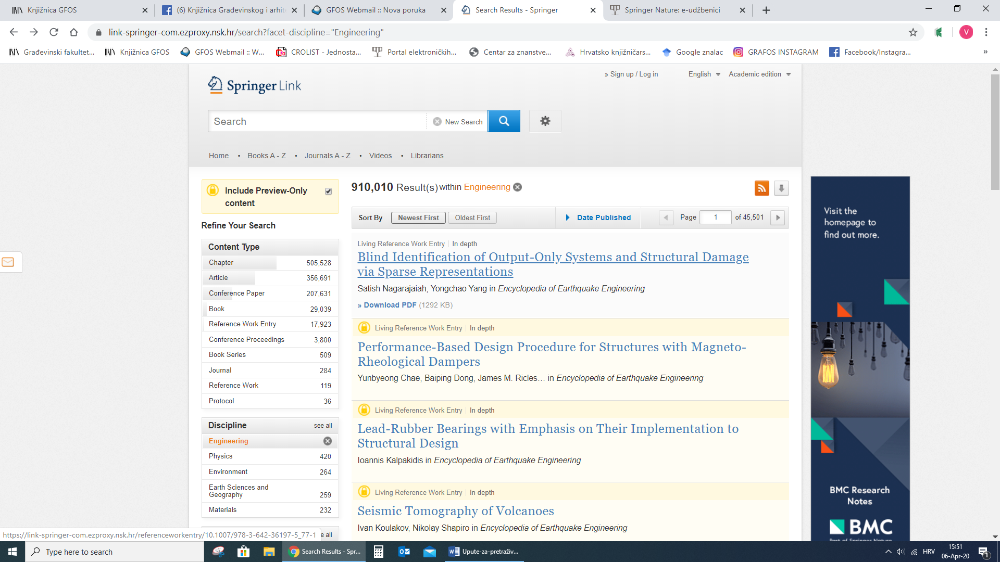 Knjižnica GFOS
(6) Knjižnica Građevinskog i arhit
GFOS Webmail :: Nova poruka
Search Results - Springer
Springer Nature: e-udžbenici
link-springer-com.ezproxy.nsk.hr/search?facet-discipline="Engineering"
V
Građevinski fakultet...
Knjižnica GFOS
GFOS Webmail :: W...
CROLIST - Jednosta...
Portal elektroničkih...
Centar za znanstve...
Hrvatsko knjižničars...
Google znalac
GRAFOS INSTAGRAM
Facebook/Instagra...
»
» Sign up / Log in
English
Academic edition
Springer Link
Search
New Search
Home • Books A - Z • Journals A - Z • Videos • Librarians
Include Preview-Only
content
Refine Your Search
Content Type
Chapter 505,528
Article 356,691
Conference Paper 207,631
Book 29,039
Reference Work Entry 17,923
Conference Proceedings 3,800
Book Series 509
Journal 284
Reference Work 119
Protocol 36
Discipline see all
Engineering
Physics 420
Environment 264
Earth Sciences and
Geography 259
Materials 232
e all
910,010 Result(s) within Engineering
Sort By Newest First Oldest First Date Published Page 1 of 45,501
Living Reference Work Entry In depth
Blind Identification of Output-Only Systems and Structural Damage
via Sparse Representations
Satish Nagarajaiah, Yongchao Yang in Encyclopedia of Earthquake Engineering
» Download PDF (1292 KB)
Living Reference Work Entry In depth
Performance-Based Design Procedure for Structures with Magneto-
Rheological Dampers
Yunbyeong Chae, Baiping Dong, James M. Ricles... in Encyclopedia of Earthquake Engineering
Living Reference Work Entry In depth
Lead-Rubber Bearings with Emphasis on Their Implementation to
Structural Design
Ioannis Kalpakidis in Encyclopedia of Earthquake Engineering
Living Reference Work Entry In depth
Seismic Tomography of Volcanoes
Ivan Koulakov, Nikolay Shapiro in Encyclopedia of Earthquake Engineering
Visit the
homepage to
find out more.
BMC Research
Notes
BMC
Part of Springer Nature
https://link-springer-com.ezproxy.nsk.hr/referenceworkentry/10.1007/978-3-642-36197-5_77-1
Type here to search
Search Results - Spr...
Upute-za-pretraživ...
HRV
15:51
06-Apr-20
1